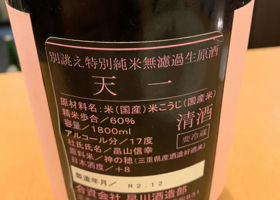 別誂え特別純米無濾過生原酒
天一
原材料名:米(国産)米こうじ(国産米)
精米歩合/60%
容量/1800ml
アルコール分/17度
杜氏氏名/畠山信幸
原料米/神の穂(三重県産酒造好適米)
日本酒度/+8
清酒
要冷蔵
製造年月/R2.12
合資会社 早川酒造部